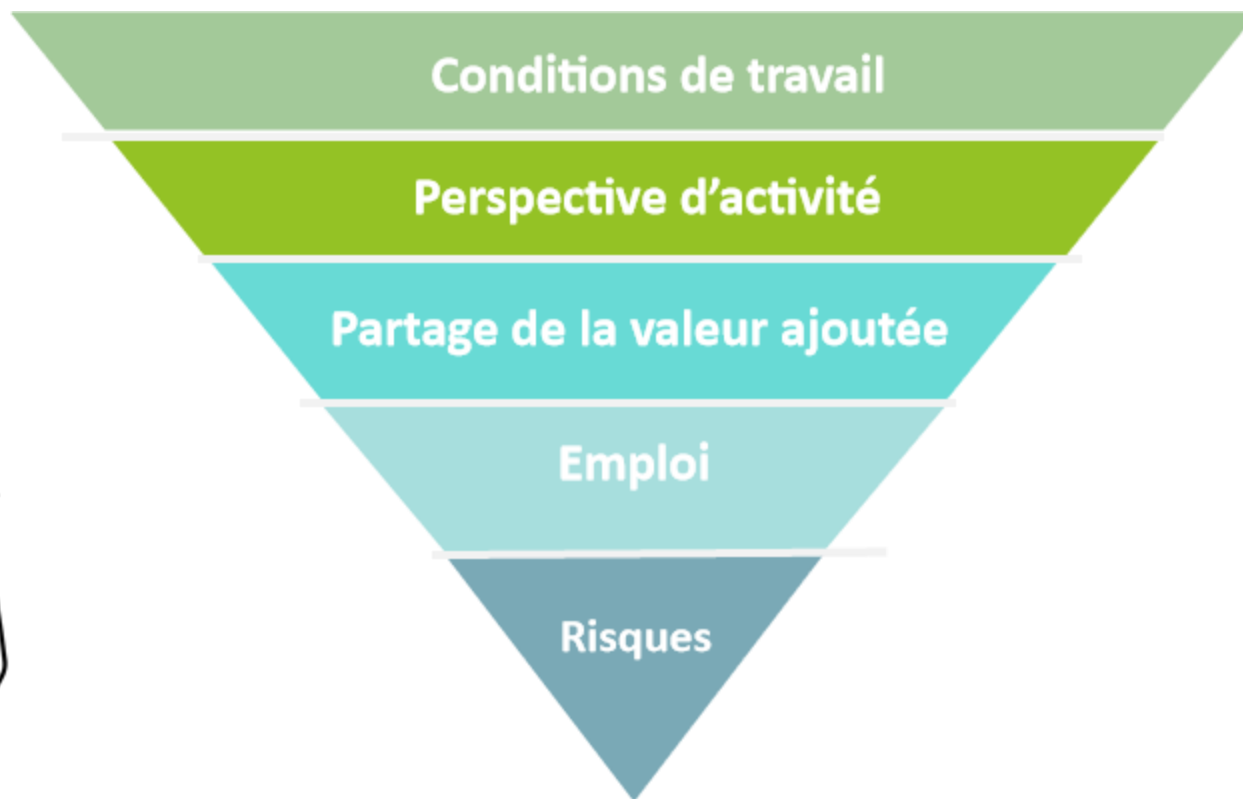 Conditions de travail
Perspective d’activité
Partage de la valeur ajoutée
Emploi
Risques